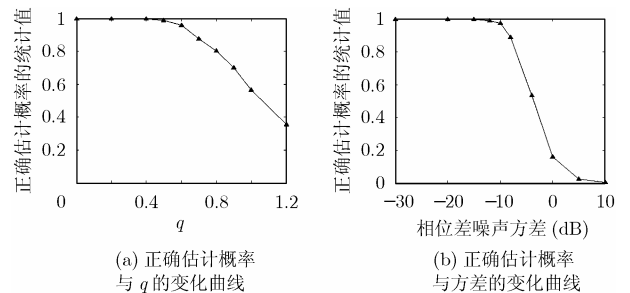 正确估计概率的统计值
1
0.8
0.6
0.4
0.2
0
0.4
0.8
1.2
q
(a) 正确估计概率
与 q 的变化曲线
正确估计概率的统计值
1
0.8
0.6
0.4
0.2
0
−30
−20
−10
0
10
相位差噪声方差 (dB)
(b) 正确估计概率
与方差的变化曲线